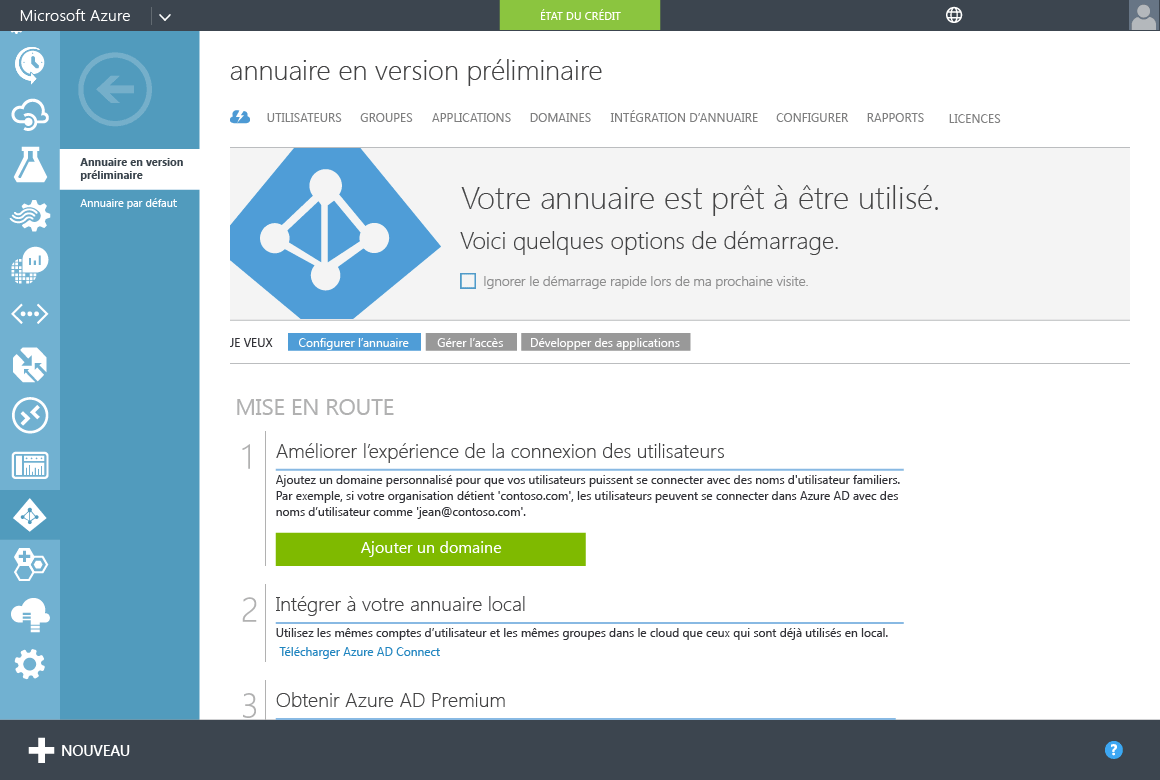 Microsoft Azure
ÉTAT DU CRÉDIT
annuaire en version préliminaire
UTILISATEURS GROUPES APPLICATIONS DOMAINES INTÉGRATION D'ANNUAIRE CONFIGURER RAPPORTS LICENCES
Annuaire en version
préliminaire
Annuaire par défaut
Votre annuaire est prêt à être utilisé.
Voici quelques options de démarrage.
Ignorer le démarrage rapide lors de ma prochaine visite.
JE VEUX Configurer l'annuaire Gérer l'accès Développer des applications
MISE EN ROUTE
1 Améliorer l'expérience de la connexion des utilisateurs
Ajoutez un domaine personnalisé pour que vos utilisateurs puissent se connecter avec des noms d'utilisateur familiers.
Par exemple, si votre organisation détient 'contoso.com', les utilisateurs peuvent se connecter dans Azure AD avec des
noms d'utilisateur comme 'jean@contoso.com'.
Ajouter un domaine
2 Intégrer à votre annuaire local
Utilisez les mêmes comptes d'utilisateur et les mêmes groupes dans le cloud que ceux qui sont déjà utilisés en local.
Télécharger Azure AD Connect
3 Obtenir Azure AD Premium
NOUVEAU
?